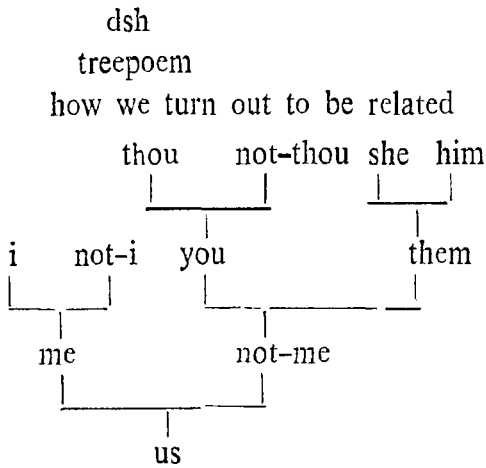 dsh
treepoem
how we turn out to be related
thou not-thou she him
i not-i you them
me not-me
us